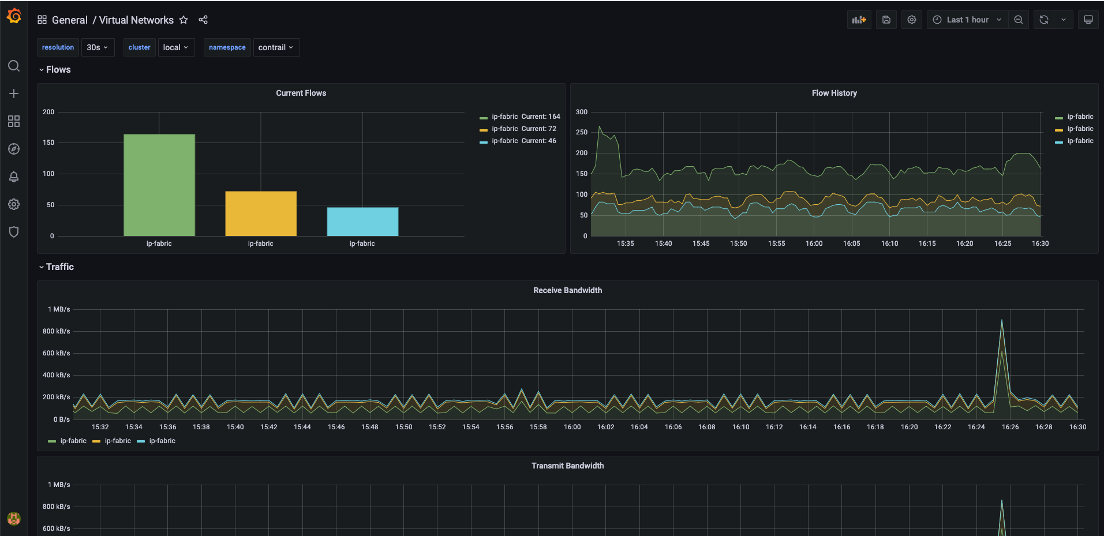 General / Virtual Networks
Last 1 hour
resolution 30s cluster local namespace contrail
Flows
Current Flows
200
150
100
50
0
ip-fabric ip-fabric ip-fabric
ip-fabric Current: 164
ip-fabric Current: 72
ip-fabric Current: 46
Flow History
300
250
200
150
100
50
0
15:35 15:40 15:45 15:50 15:55 16:00 16:05 16:10 16:15 16:20 16:25 16:30
ip-fabric
ip-fabric
ip-fabric
Traffic
Receive Bandwidth
1 MB/s
800 kB/s
600 kB/s
400 kB/s
200 kB/s
0 B/s
15:32 15:34 15:36 15:38 15:40 15:42 15:44 15:46 15:48 15:50 15:52 15:54 15:56 15:58 16:00 16:02 16:04 16:06 16:08 16:10 16:12 16:14 16:16 16:18 16:20 16:22 16:24 16:26 16:28 16:30
ip-fabric ip-fabric ip-fabric
Transmit Bandwidth
1 MB/s
800 kB/s
600 kB/s